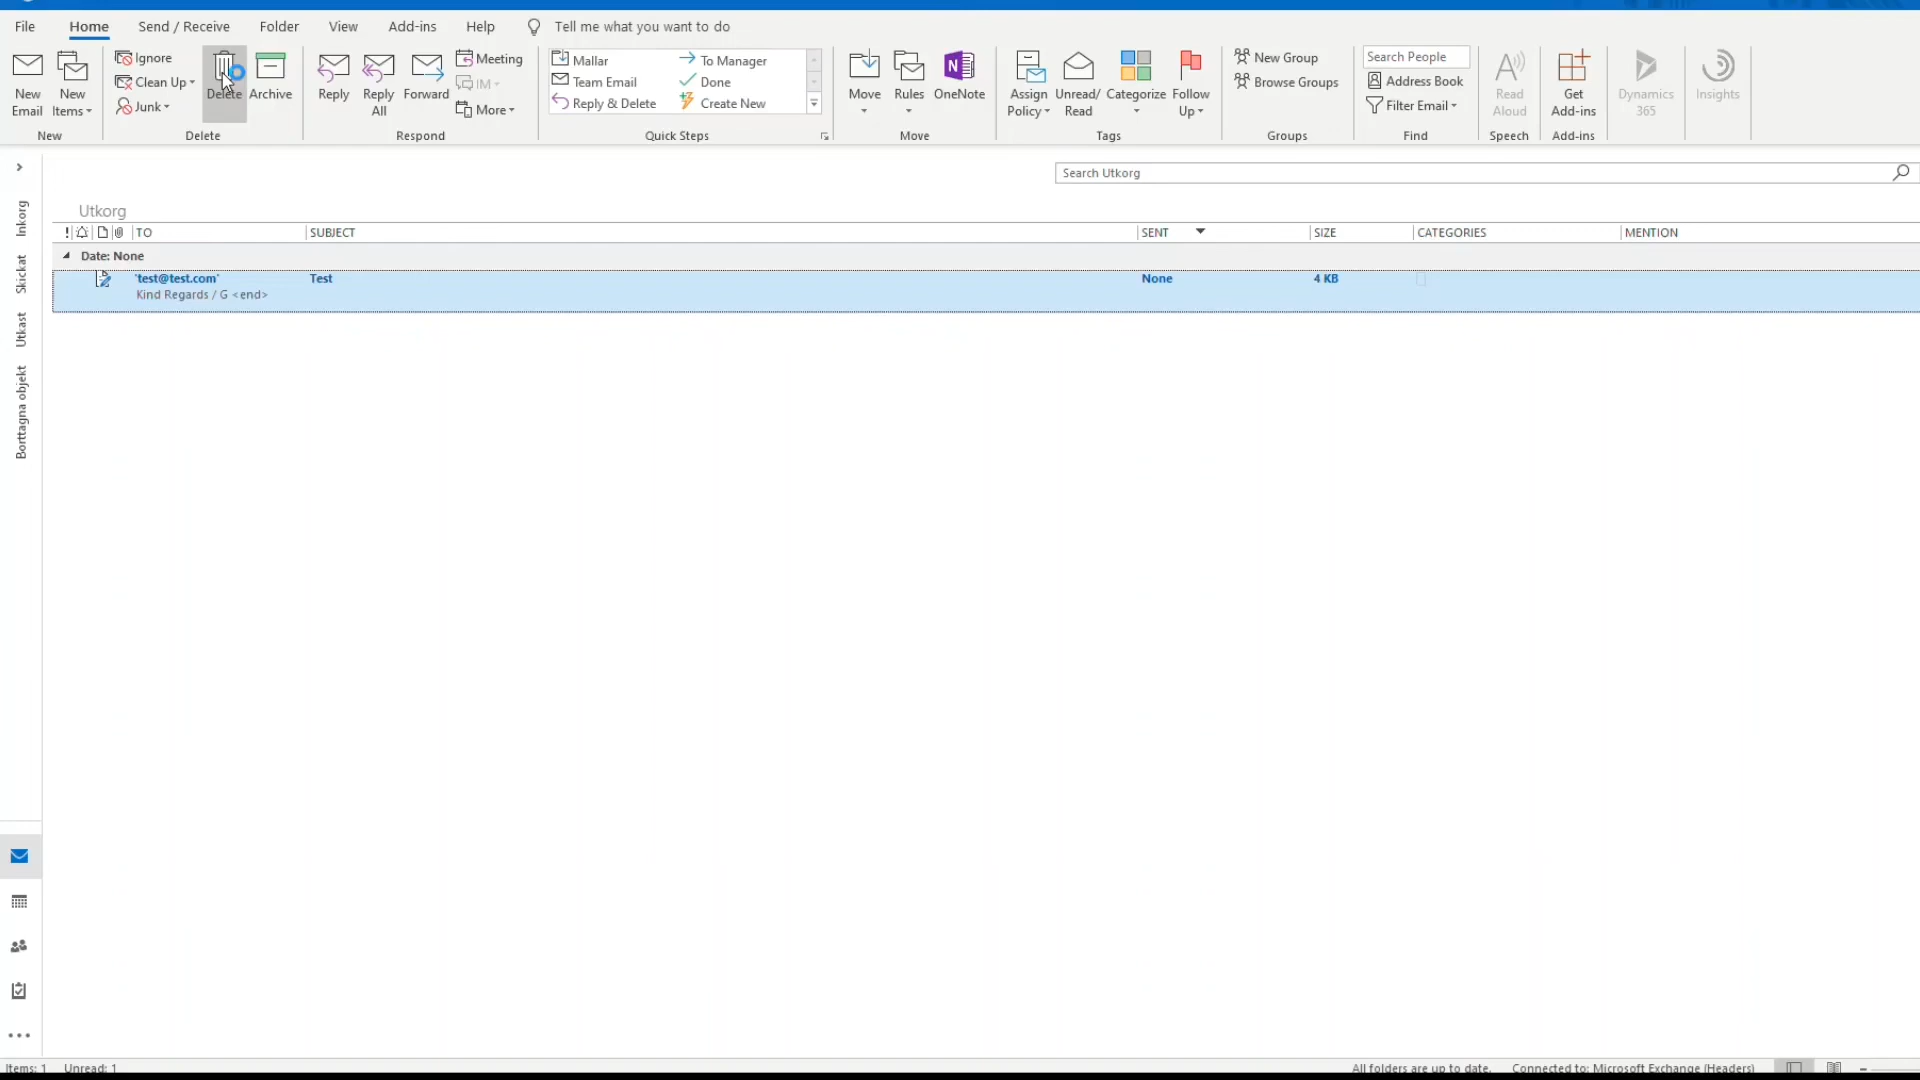 File Home Send / Receive Folder View Add-ins Help Tell me what you want to do
New Email
New Items
New
Ignore
Clean Up
Junk
Delete
Archive
Delete
Reply
Reply All
Forward
Meeting
IM
More
Respond
Mallar
Team Email
Reply & Delete
To Manager
Done
Create New
Quick Steps
Move
Rules
OneNote
Move
Assign Policy
Unread/ Read
Categorize
Follow Up
Tags
New Group
Browse Groups
Groups
Search People
Address Book
Filter Email
Find
Read Aloud
Speech
Get Add-ins
Add-ins
Dynamics 365
Insights
Search Utkorg
Inkorg
Skickat
Utkast
Borttagna objekt
Utkorg
! TO SUBJECT SENT SIZE CATEGORIES MENTION
Date: None
'test@test.com' Test None 4 KB
Kind Regards / G <end>
Items: 1 Unread: 1 All folders are up to date. Connected to: Microsoft Exchange (Headers)